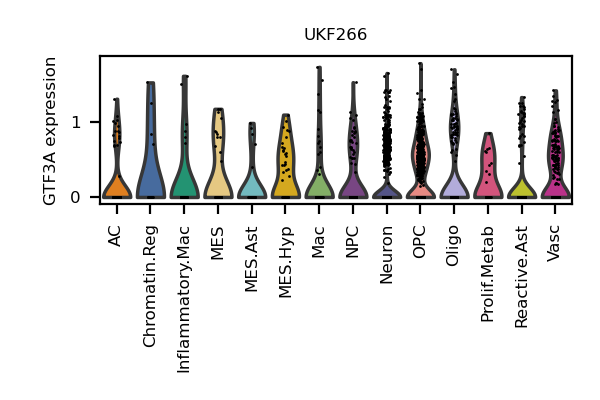 UKF266
GTF3A expression
1
0
AC
Chromatin.Reg
Inflammatory.Mac
MES
MES.Ast
MES.Hyp
Mac
NPC
Neuron
OPC
Oligo
Prolif.Metab
Reactive.Ast
Vasc